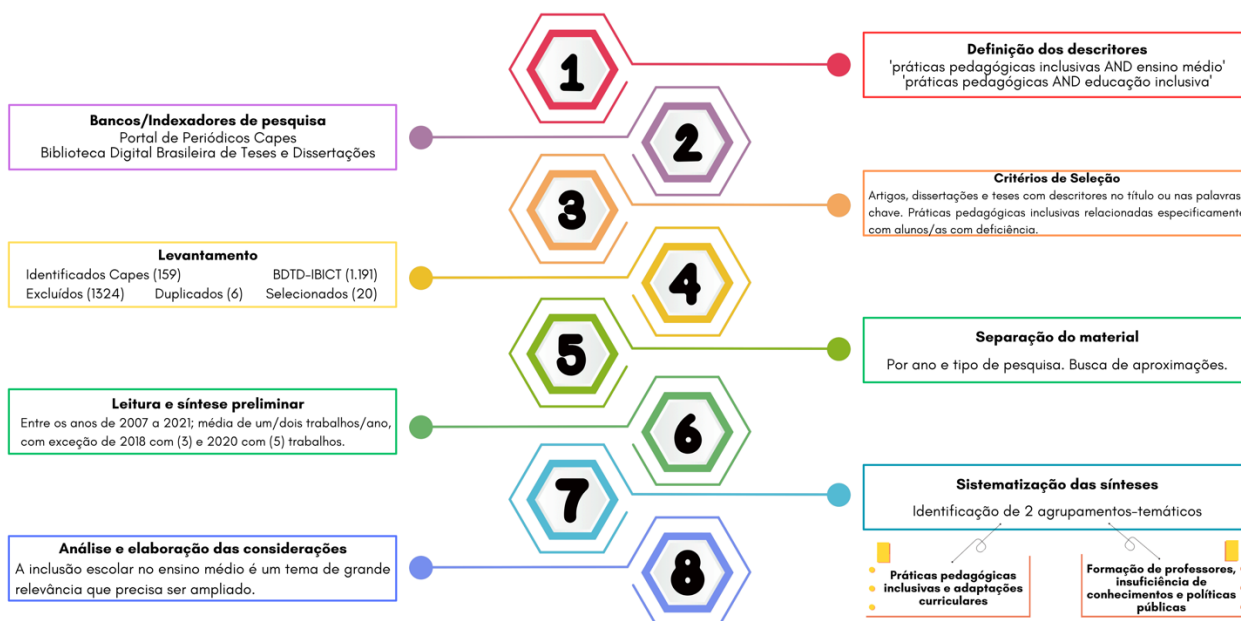 1
Definição dos descritores
'práticas pedagógicas inclusivas AND ensino médio'
'práticas pedagógicas AND educação inclusiva'
Bancos/Indexadores de pesquisa
Portal de Periódicos Capes
Biblioteca Digital Brasileira de Teses e Dissertações
2
3
Critérios de Seleção
Artigos, dissertações e teses com descritores no título ou nas palavras
chave. Práticas pedagógicas inclusivas relacionadas especificamente
com alunos/as com deficiência.
Levantamento
Identificados Capes (159) BDTD-IBICT (1.191)
Excluídos (1324) Duplicados (6) Selecionados (20)
4
5
Separação do material
Por ano e tipo de pesquisa. Busca de aproximações.
Leitura e síntese preliminar
Entre os anos de 2007 a 2021; média de um/dois trabalhos/ano,
com exceção de 2018 com (3) e 2020 com (5) trabalhos.
6
7
Sistematização das sínteses
Identificação de 2 agrupamentos-temáticos
Práticas pedagógicas
inclusivas e adaptações
curriculares
Formação de professores,
insuficiência de
conhecimentos e políticas
públicas
Análise e elaboração das considerações
A inclusão escolar no ensino médio é um tema de grande
relevância que precisa ser ampliado.
8